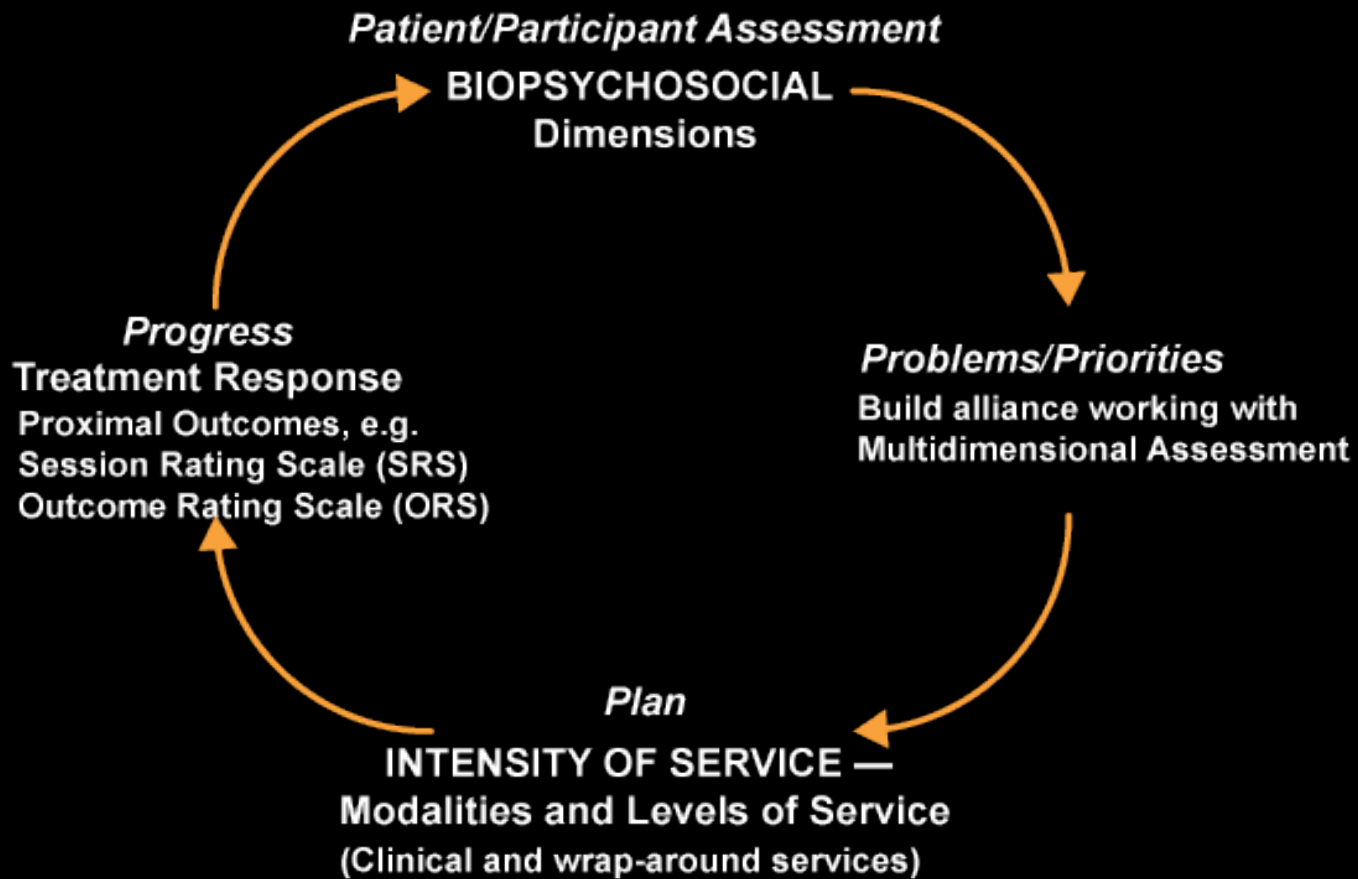 Patient/Participant Assessment
BIOPSYCHOSOCIAL
Dimensions
Problems/Priorities
Build alliance working with
Multidimensional Assessment
Plan
INTENSITY OF SERVICE —
Modalities and Levels of Service
(Clinical and wrap-around services)
Progress
Treatment Response
Proximal Outcomes, e.g.
Session Rating Scale (SRS)
Outcome Rating Scale (ORS)